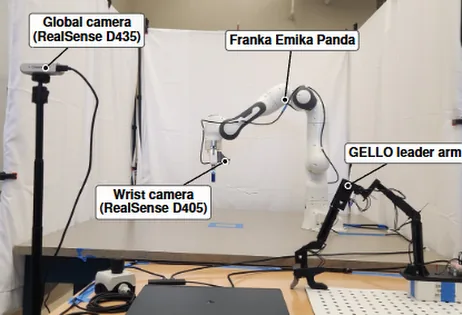 Global camera
(RealSense D435)
Franka Emika Panda
GELLO leader arm
Wrist camera
(RealSense D405)